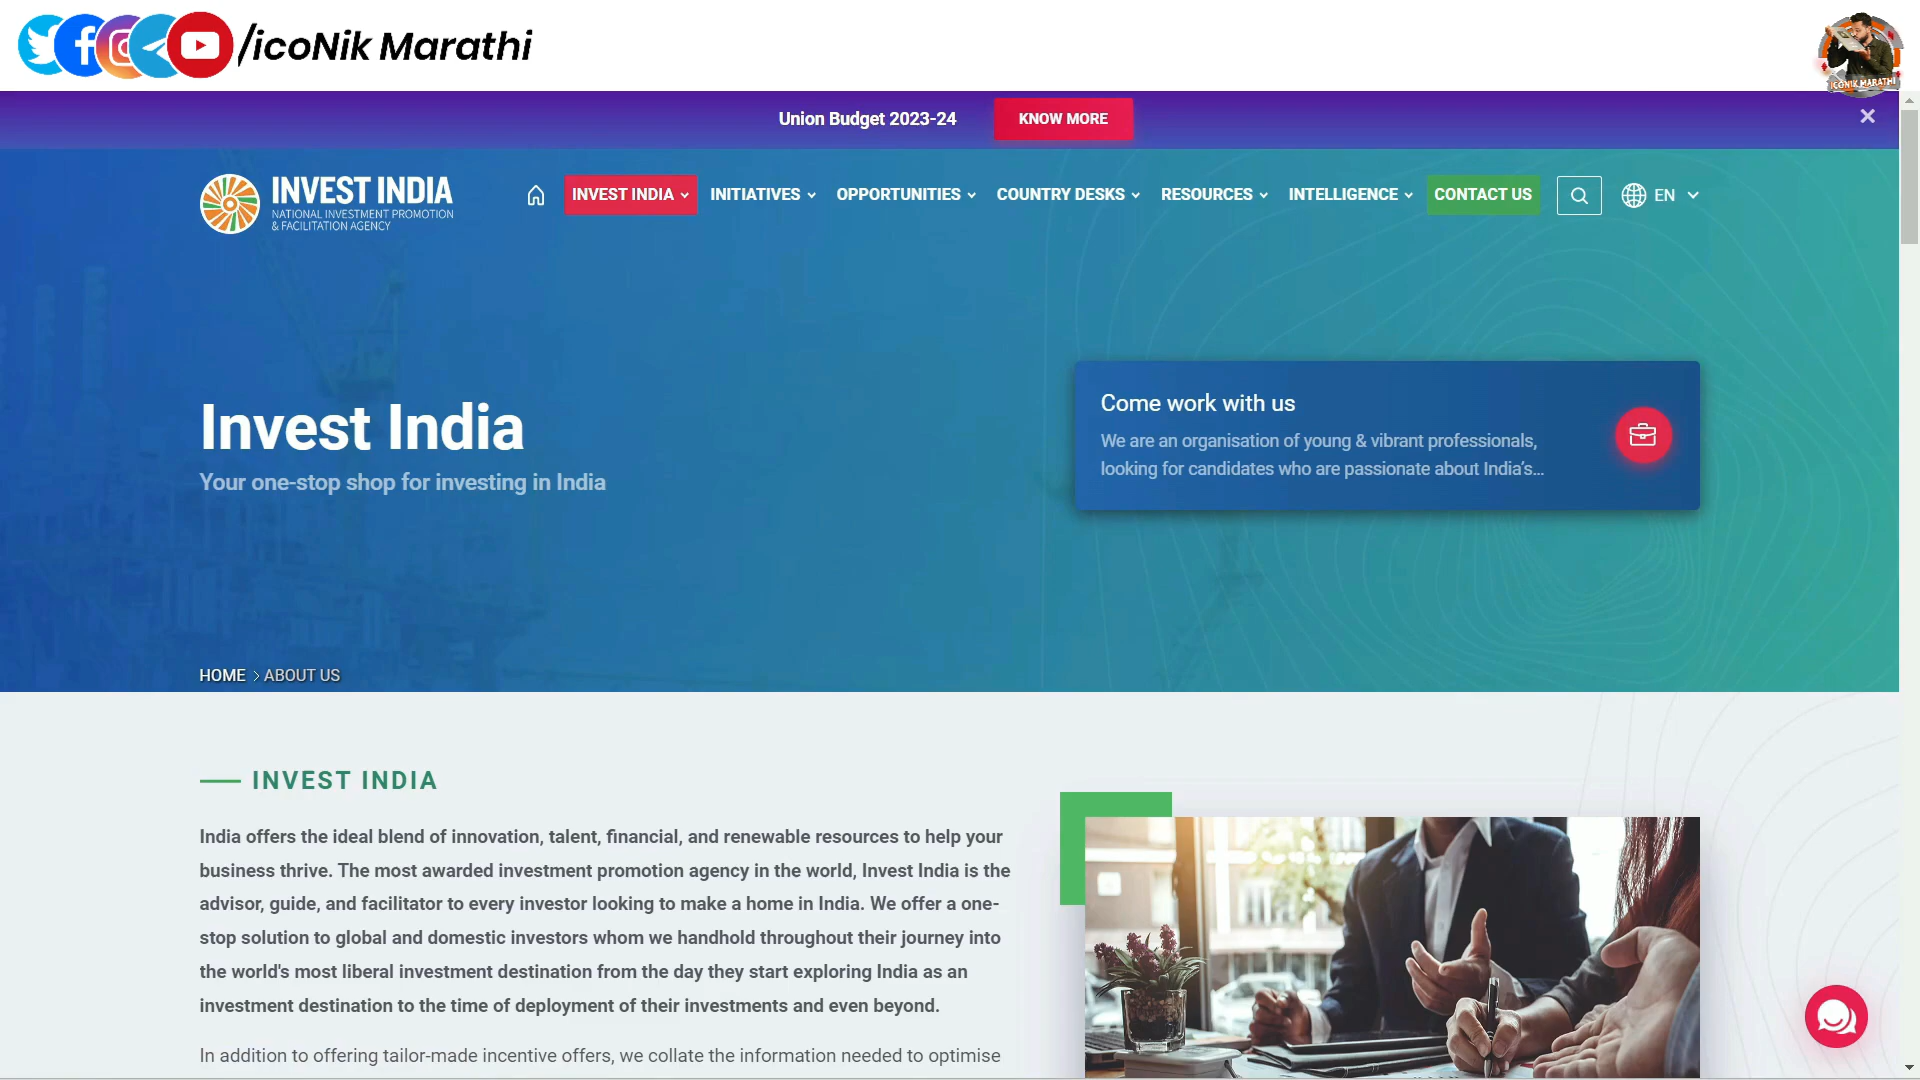 /icoNik Marathi
ICONIK MARATHI
Union Budget 2023-24
KNOW MORE
INVEST INDIA
NATIONAL INVESTMENT PROMOTION
& FACILITATION AGENCY
INVEST INDIA
INITIATIVES
OPPORTUNITIES
COUNTRY DESKS
RESOURCES
INTELLIGENCE
CONTACT US
EN
Invest India
Your one-stop shop for investing in India
Come work with us
We are an organisation of young & vibrant professionals,
looking for candidates who are passionate about India's...
HOME > ABOUT US
INVEST INDIA
India offers the ideal blend of innovation, talent, financial, and renewable resources to help your
business thrive. The most awarded investment promotion agency in the world, Invest India is the
advisor, guide, and facilitator to every investor looking to make a home in India. We offer a one-
stop solution to global and domestic investors whom we handhold throughout their journey into
the world's most liberal investment destination from the day they start exploring India as an
investment destination to the time of deployment of their investments and even beyond.
In addition to offering tailor-made incentive offers, we collate the information needed to optimise